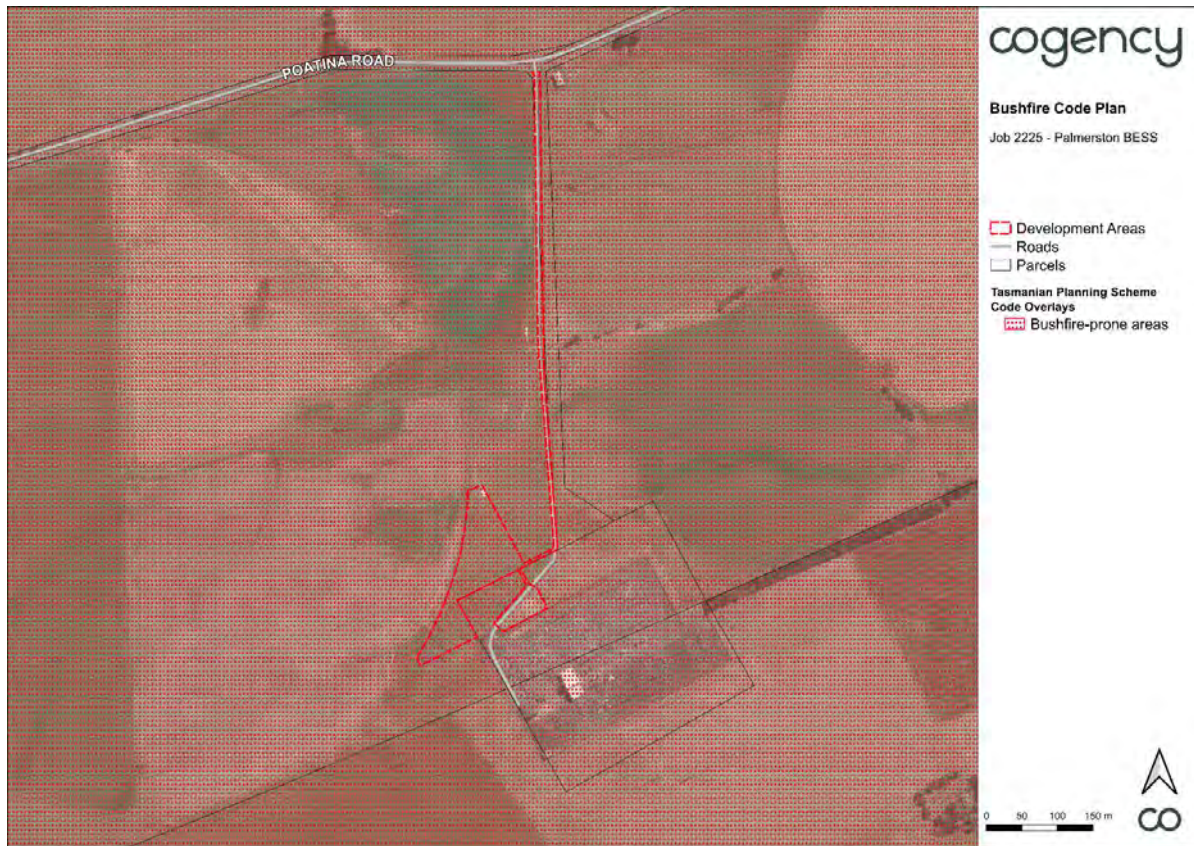 POATINA ROAD
cogency
Bushfire Code Plan
Job 2225 - Palmerston BESS
Development Areas
Roads
Parcels
Tasmanian Planning Scheme
Code Overlays
Bushfire-prone areas
0 50 100 150 m
CO